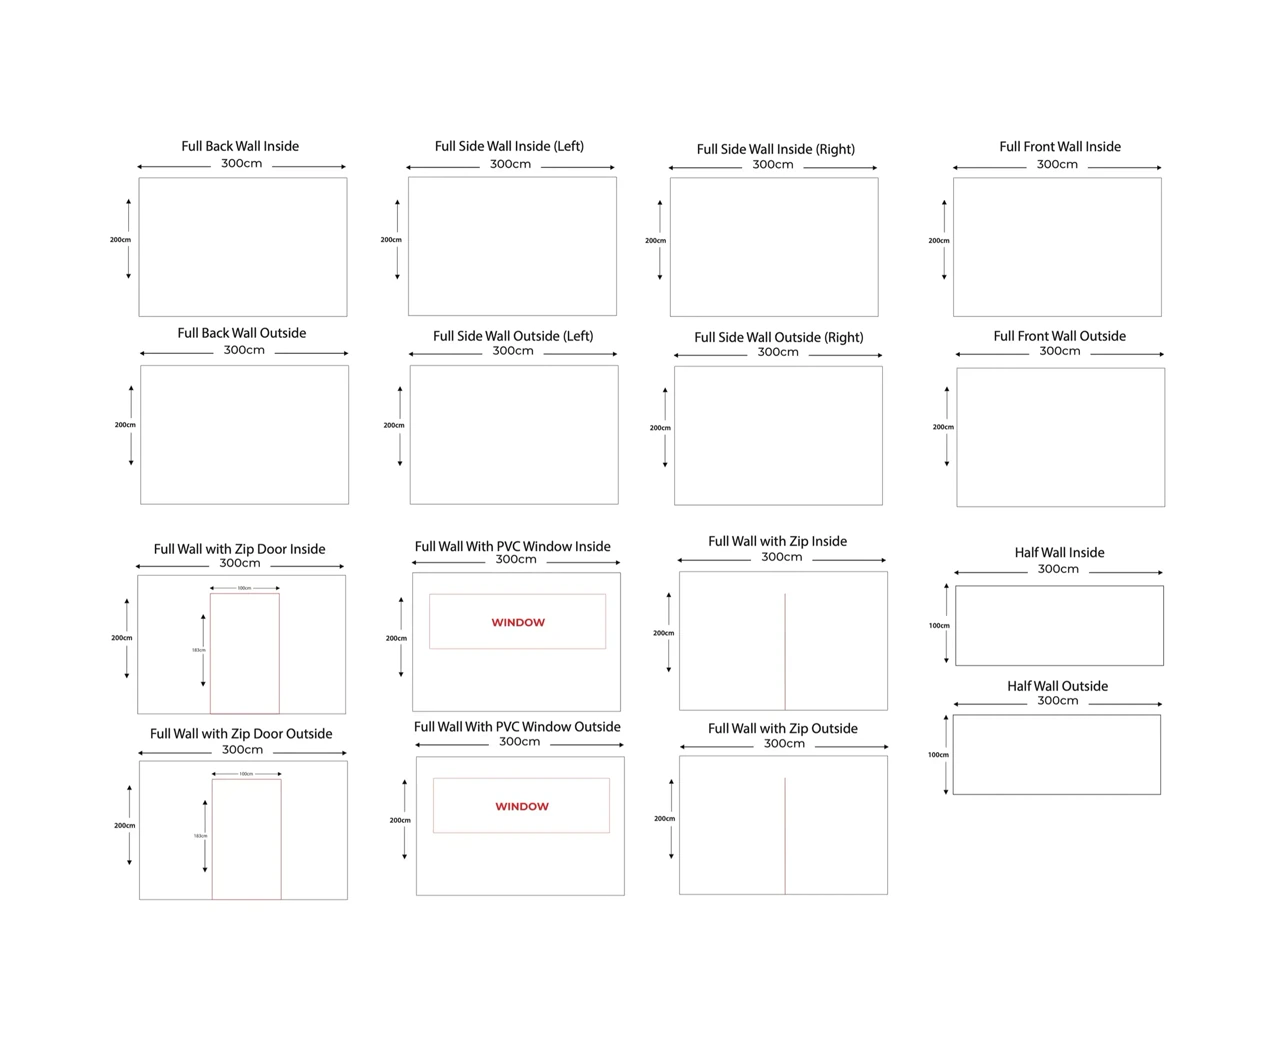 Full Back Wall Inside
300cm
200cm
Full Side Wall Inside (Left)
300cm
200cm
Full Side Wall Inside (Right)
300cm
200cm
Full Front Wall Inside
300cm
200cm
Full Back Wall Outside
300cm
200cm
Full Side Wall Outside (Left)
300cm
200cm
Full Side Wall Outside (Right)
300cm
200cm
Full Front Wall Outside
300cm
200cm
Full Wall with Zip Door Inside
300cm
100cm
200cm
Full Wall With PVC Window Inside
300cm
WINDOW
200cm
Full Wall with Zip Inside
300cm
200cm
Half Wall Inside
300cm
100cm
Full Wall with Zip Door Outside
300cm
100cm
200cm
Full Wall With PVC Window Outside
300cm
WINDOW
200cm
Full Wall with Zip Outside
300cm
200cm
Half Wall Outside
300cm
100cm